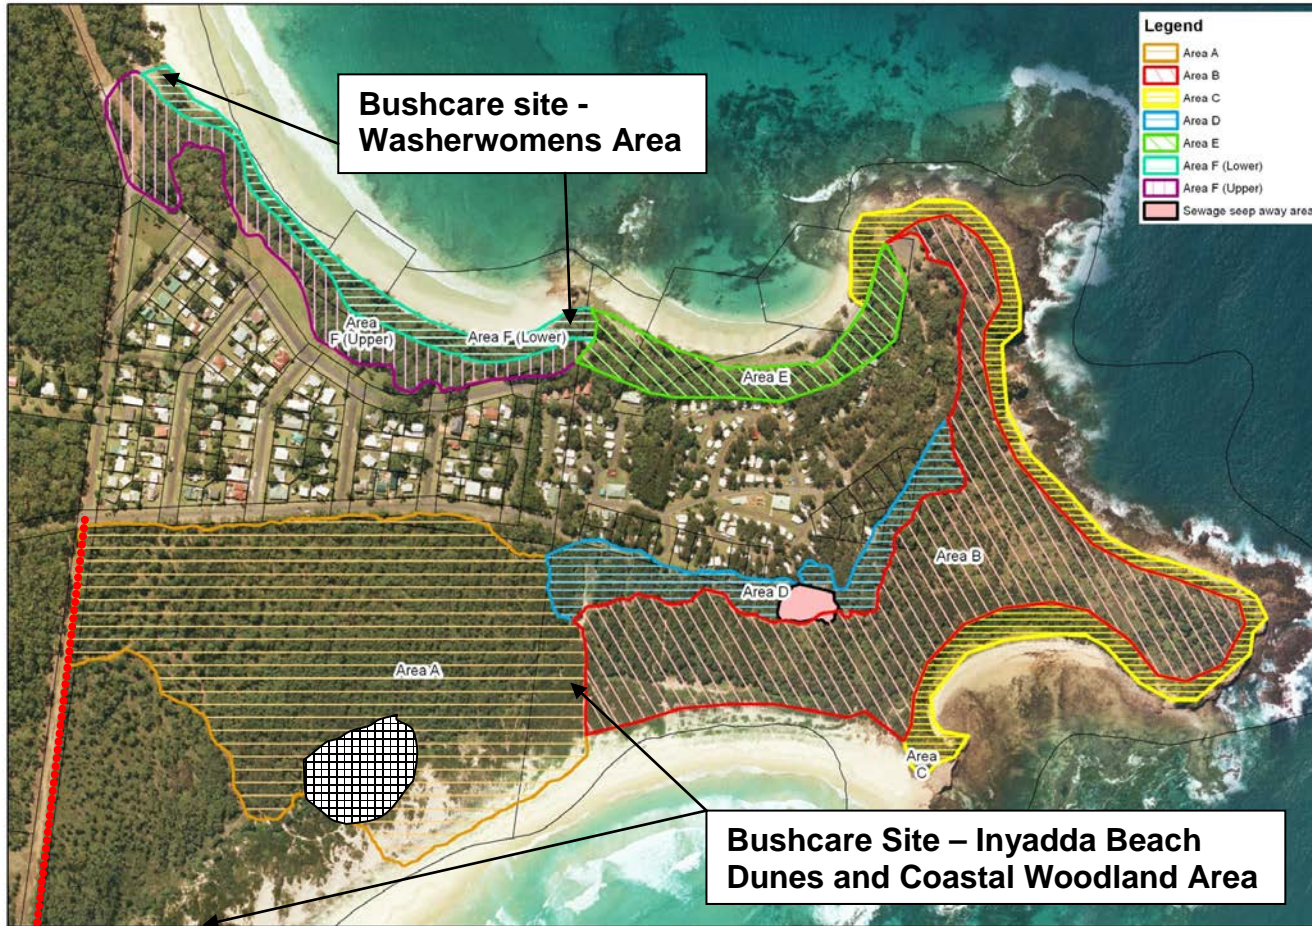 Bushcare site -
Washerwomens Area
Legend
Area A
Area B
Area C
Area D
Area E
Area F (Lower)
Area F (Upper)
Sewage seep away area
Area
F (Upper)
Area F (Lower)
Area E
Area B
Area D
Area A
Area
C
Bushcare Site – Inyadda Beach
Dunes and Coastal Woodland Area